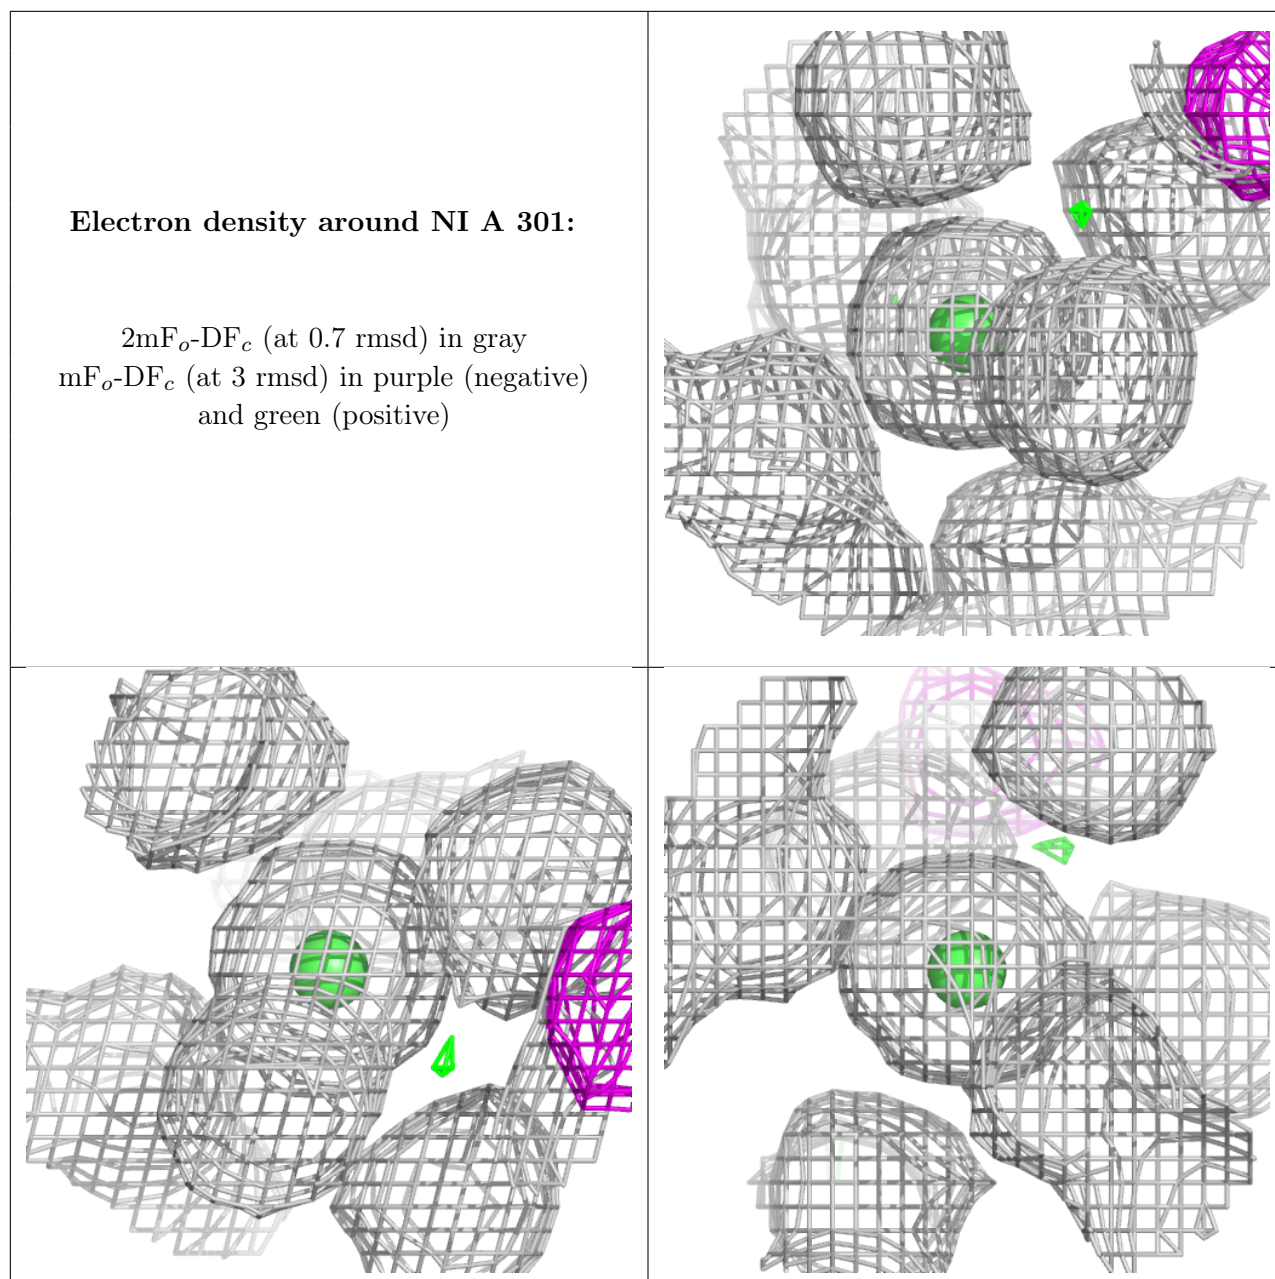 Electron density around NI A 301:
2mFo-DFc (at 0.7 rmsd) in gray
mFo-DFc (at 3 rmsd) in purple (negative)
and green (positive)